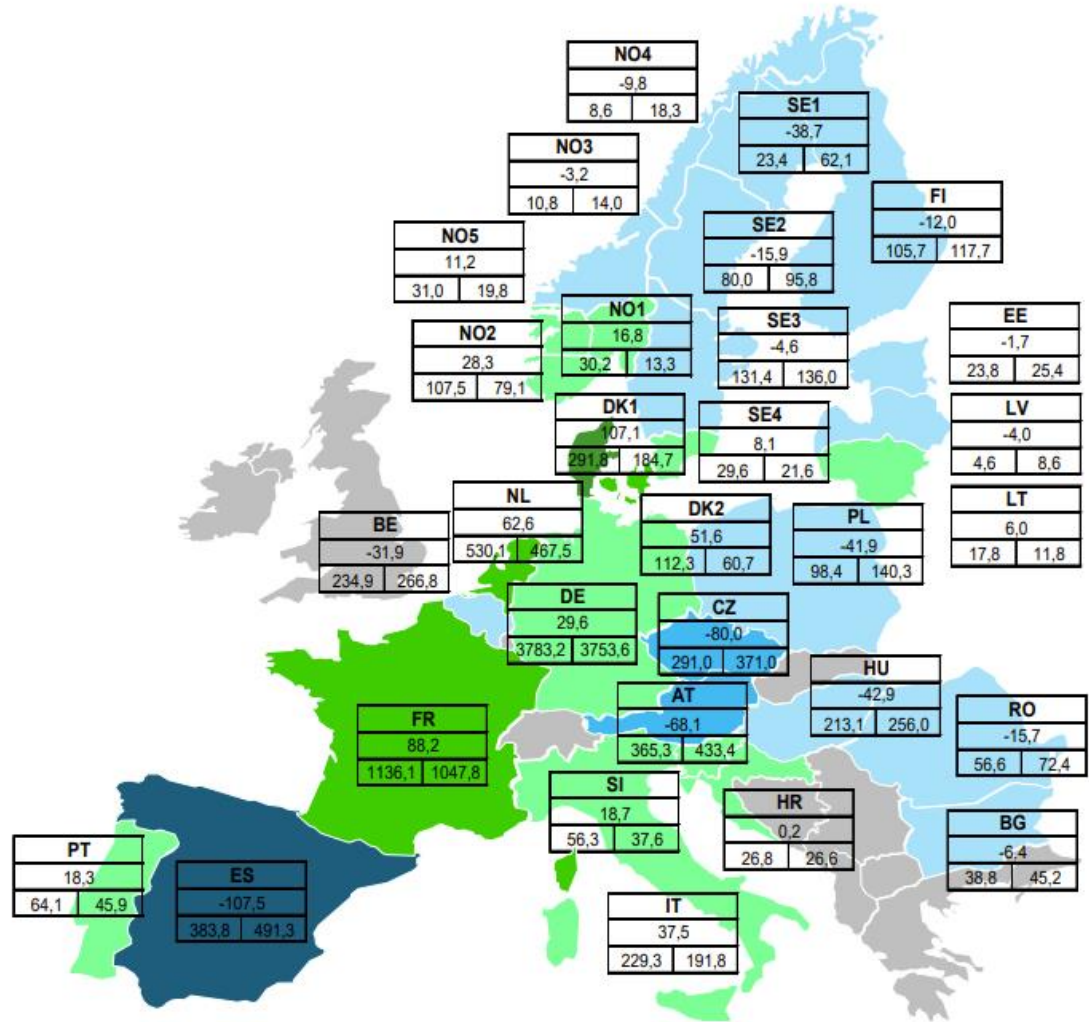 NO4
-9,8
8,6 18,3
SE1
-38,7
23,4 62,1
NO3
-3,2
10,8 14,0
FI
-12,0
105,7 117,7
SE2
-15,9
80,0 95,8
NO5
11,2
31,0 19,8
NO1
16,8
30,2 13,3
SE3
-4,6
131,4 136,0
EE
-1,7
23,8 25,4
NO2
28,3
107,5 79,1
DK1
107,1
291,8 184,7
SE4
8,1
29,6 21,6
LV
-4,0
4,6 8,6
NL
62,6
530,1 467,5
LT
6,0
17,8 11,8
DK2
51,6
112,3 60,7
PL
-41,9
98,4 140,3
BE
-31,9
234,9 266,8
DE
29,6
3783,2 3753,6
CZ
-80,0
291,0 371,0
HU
-42,9
213,1 256,0
AT
-68,1
365,3 433,4
RO
-15,7
56,6 72,4
FR
88,2
1136,1 1047,8
SI
18,7
56,3 37,6
HR
0,2
26,8 26,6
BG
-6,4
38,8 45,2
PT
18,3
64,1 45,9
ES
-107,5
383,8 491,3
IT
37,5
229,3 191,8